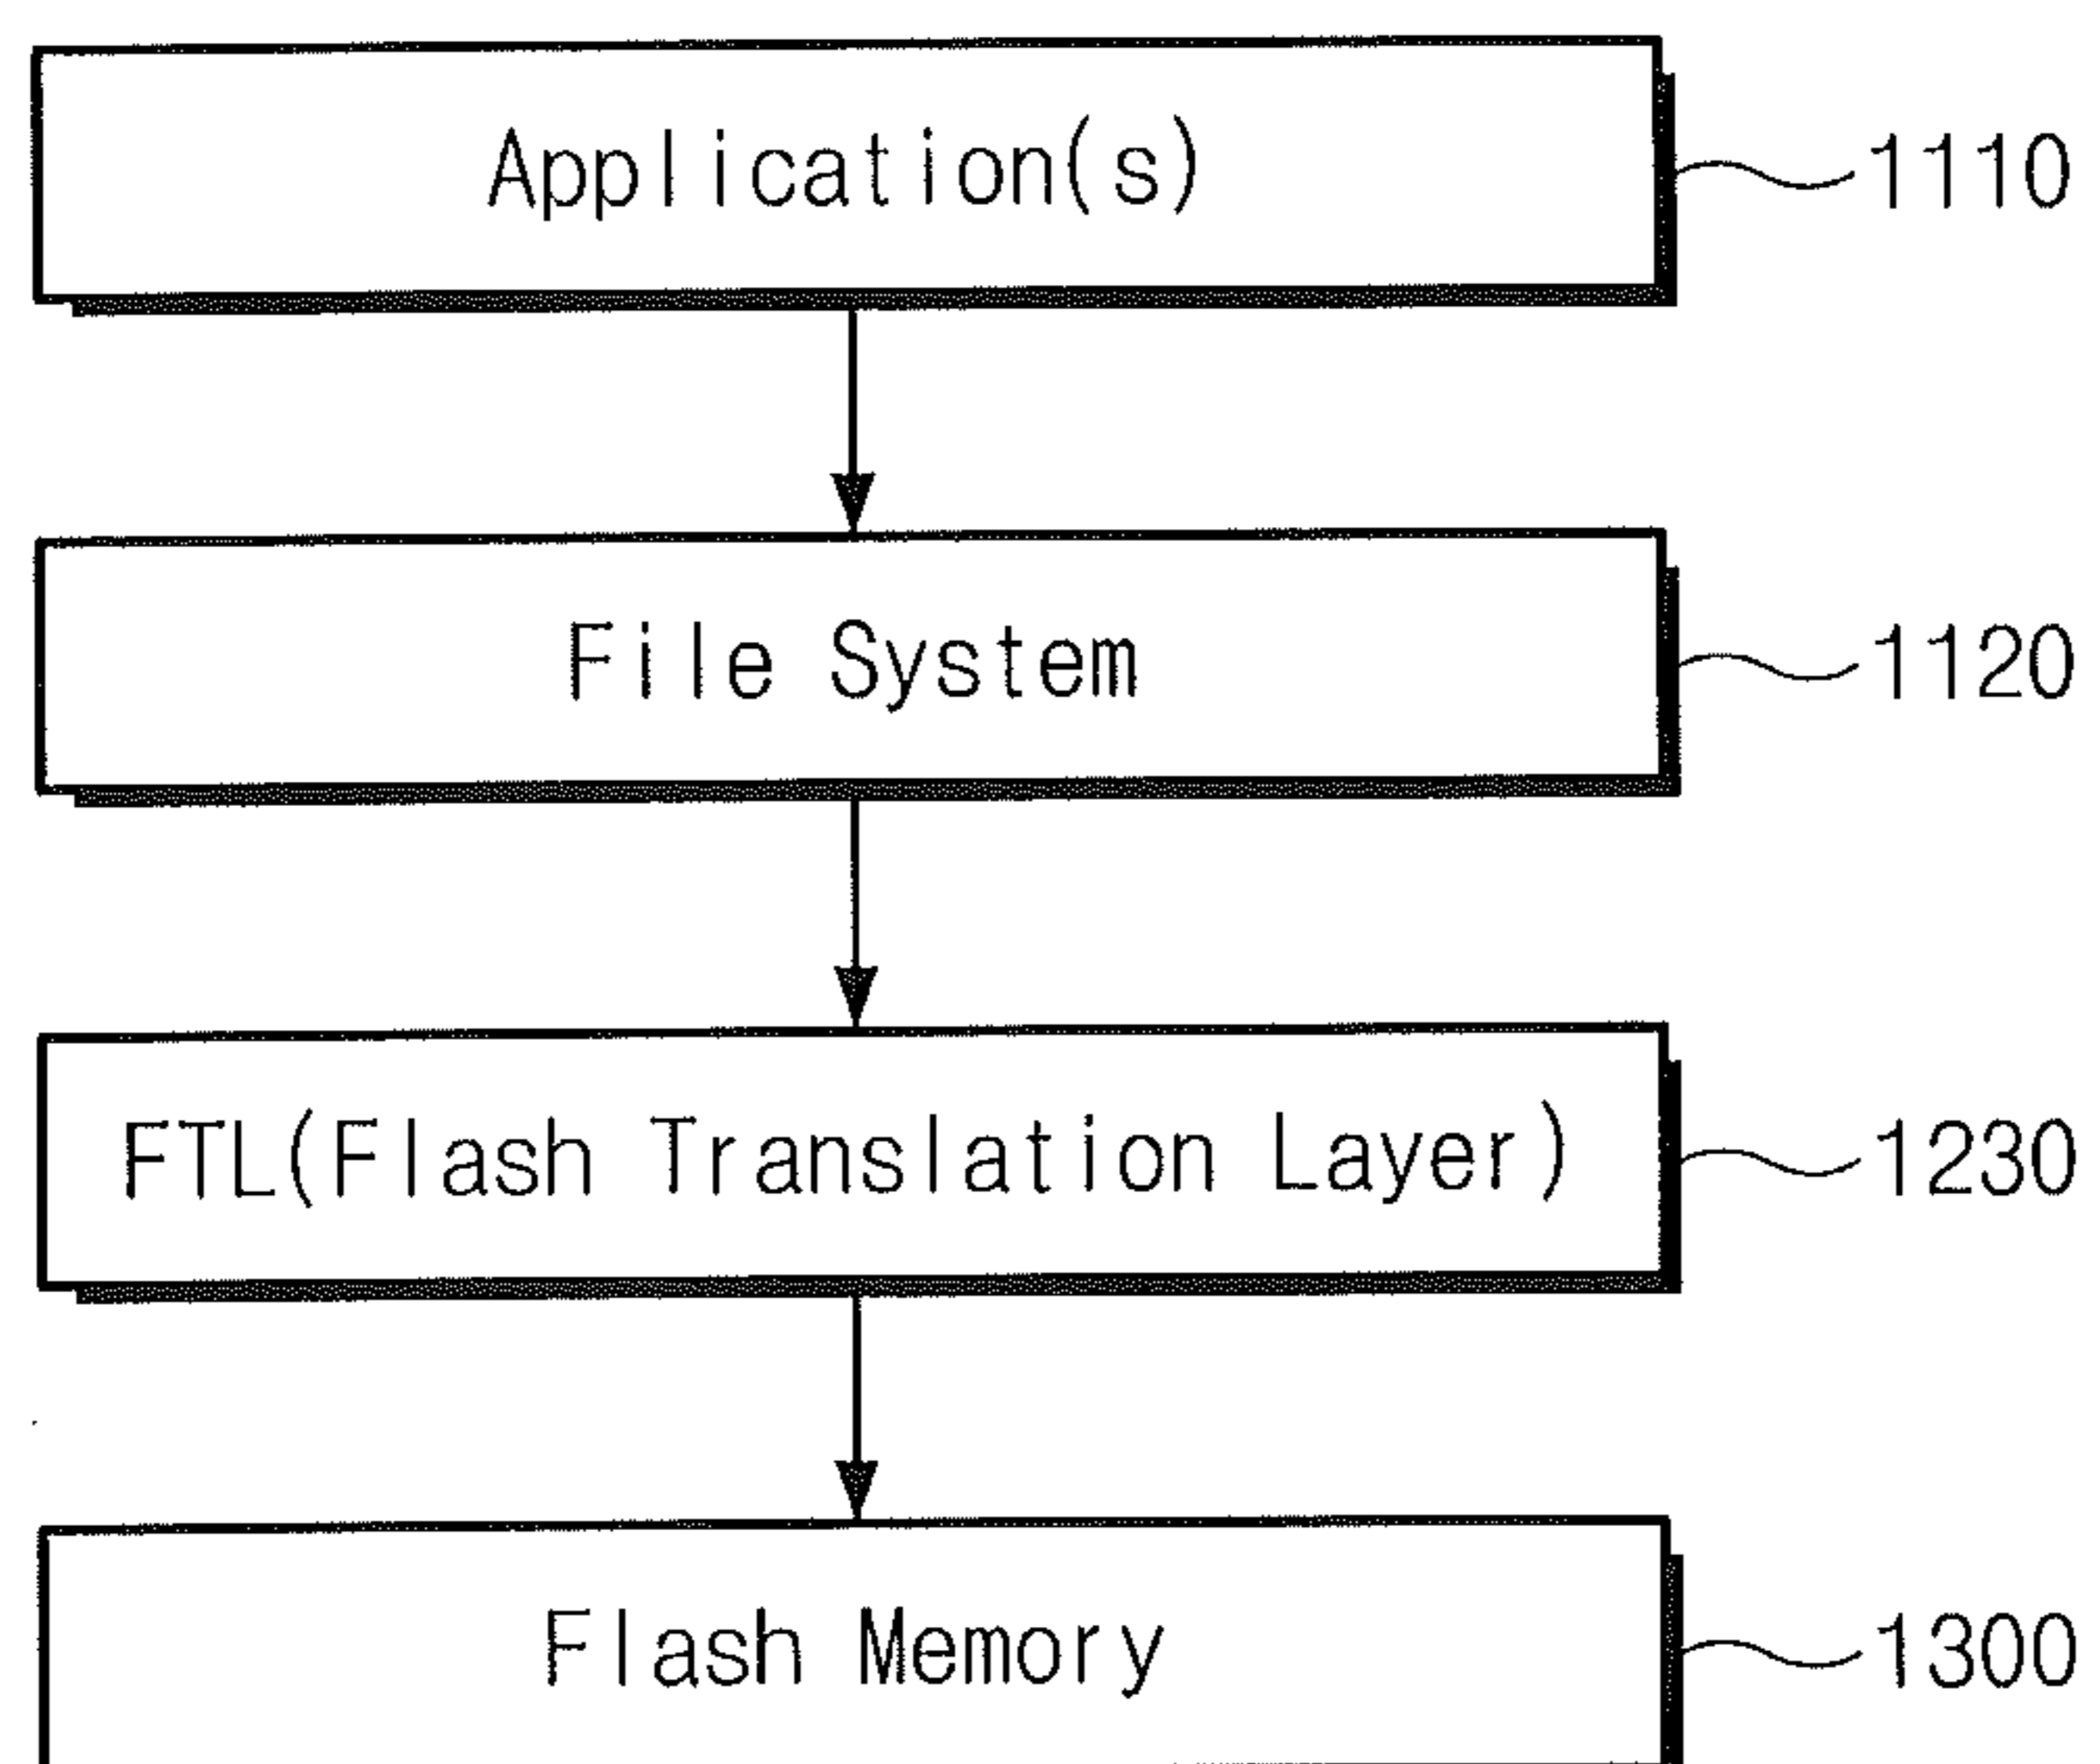 Application(s) 1110
File System 1120
FTL(Flash Translation Layer) 1230
Flash Memory 1300